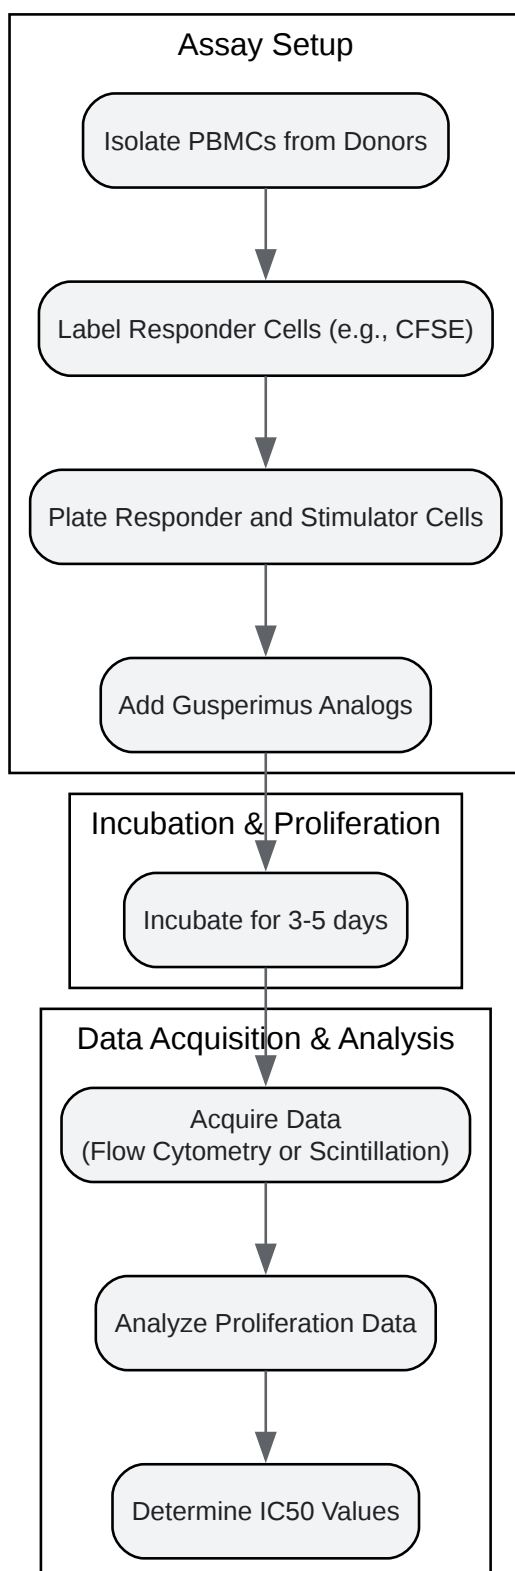 Assay Setup
Isolate PBMCs from Donors
Label Responder Cells (e.g., CFSE)
Plate Responder and Stimulator Cells
Add Gusperimus Analogs
Incubation & Proliferation
Incubate for 3-5 days
Data Acquisition & Analysis
Acquire Data
(Flow Cytometry or Scintillation)
Analyze Proliferation Data
Determine IC50 Values